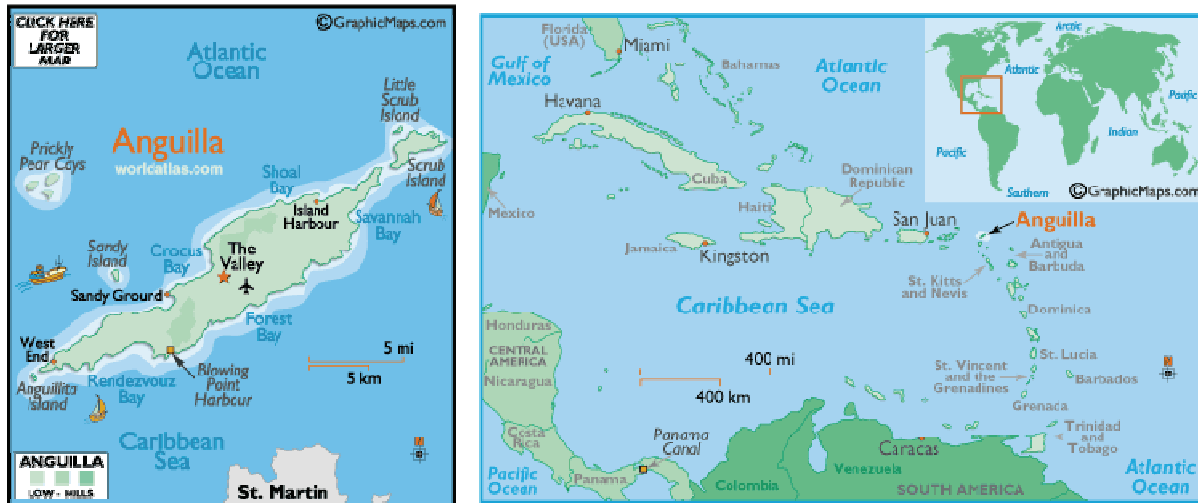 CLICK HERE
FOR
LARGER
MAP
©GraphicMaps.com
Atlantic
Ocean
Little
Scrub
Island
Anguilla
worldatlas.com
Prickly
Pear Cays
Shoal
Bay
Scrub
Island
Island
Harbour
Savannah
Bay
Sandy
Island
Crocus
Bay
The
Valley
Sandy Ground
Forest
Bay
West
End
5 mi
5 km
Anguillita
Island
Rendezvouz
Bay
Blowing
Point
Harbour
Caribbean
Sea
N
ANGUILLA
LOW - HILLS
St. Martin
Florida
(USA)
Miami
Gulf of
Mexico
Bahamas
Atlantic
Ocean
Havana
Arctic
Atlantic
Pacific
Indian
Pacific
Southern
©GraphicMaps.com
Cuba
Dominican
Republic
Mexico
Haiti
San Juan
Anguilla
Jamaica
Kingston
Antigua
and
Barbuda
St. Kitts
and Nevis
Caribbean Sea
Dominica
Honduras
CENTRAL
AMERICA
Nicaragua
400 mi
400 km
St. Lucia
St. Vincent
and the
Grenadines
Barbados
N
Grenaca
Costa
Rica
Panama
Canal
Caracas
Trinidad
and
Tobago
Pacific
Ocean
Panama
Colombia
Venezuela
SOUTH AMERICA
Atlantic
Ocean